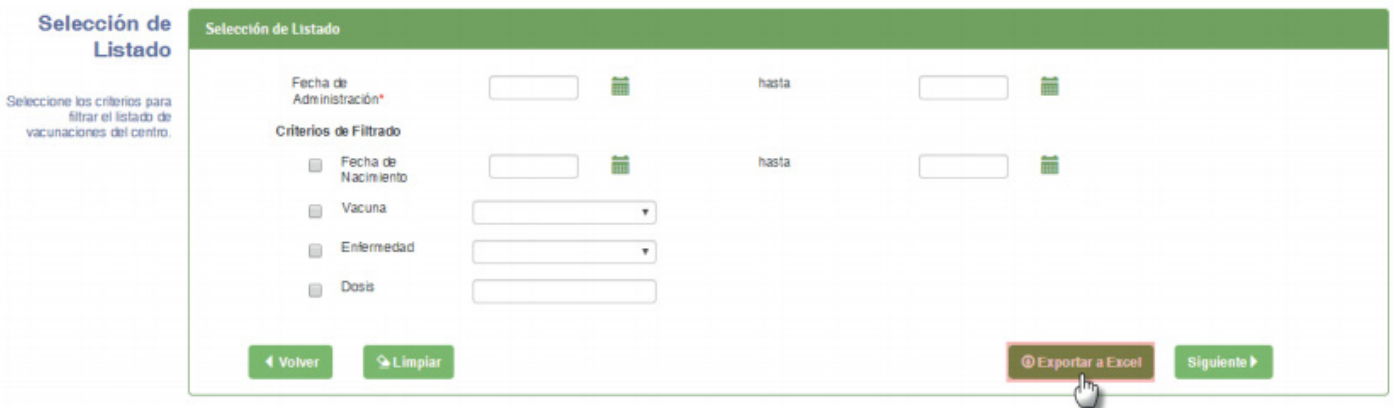 Selección de
Listado
Seleccione los criterios para
filtrar el listado de
vacunaciones del centro.
Selección de Listado
Fecha de
Administración*
hasta
Criterios de Filtrado
Fecha de
Nacimiento
hasta
Vacuna
Enfermedad
Dosis
Volver
Limpiar
Exportar a Excel
Siguiente